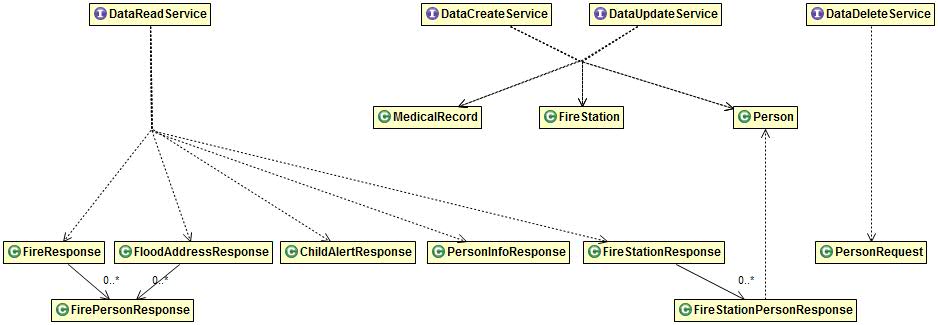 DataReadService
DataCreateService
DataUpdateService
DataDeleteService
MedicalRecord
FireStation
Person
FireResponse
FloodAddressResponse
ChildAlertResponse
PersonInfoResponse
FireStationResponse
PersonRequest
0..*
0..*
0..*
FirePersonResponse
FireStationPersonResponse